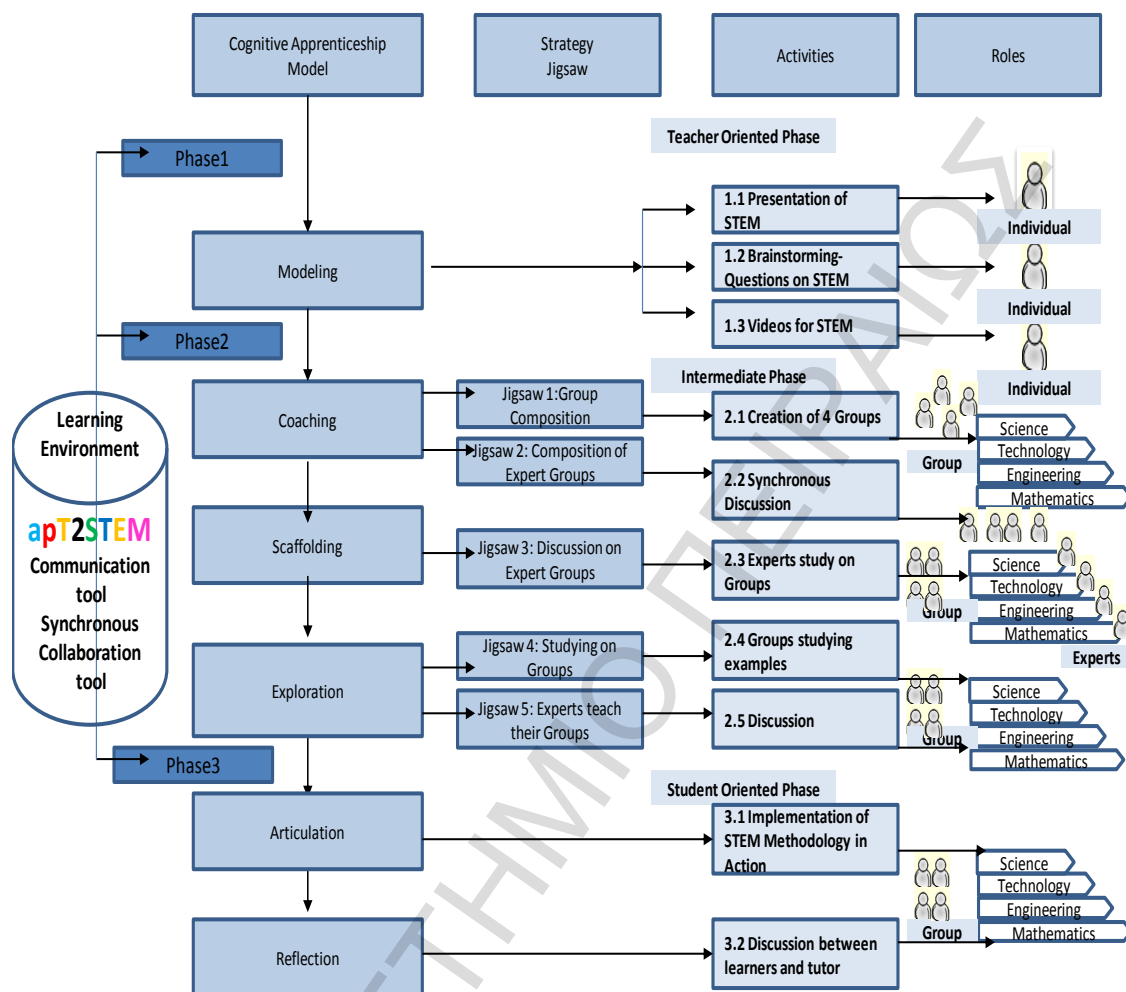 Cognitive Apprenticeship
Model
Strategy
Jigsaw
Activities
Roles
Phase1
Teacher Oriented Phase
Modeling
1.1 Presentation of
STEM
Individual
1.2 Brainstorming-
Questions on STEM
Individual
1.3 Videos for STEM
Individual
Phase2
Intermediate Phase
Coaching
Jigsaw 1:Group
Composition
2.1 Creation of 4 Groups
Group
Science
Technology
Engineering
Mathematics
Jigsaw 2: Composition of
Expert Groups
2.2 Synchronous
Discussion
Learning
Environment
apT2STEM
Communication
tool
Synchronous
Collaboration
tool
Scaffolding
Jigsaw 3: Discussion on
Expert Groups
2.3 Experts study on
Groups
Group
Science
Technology
Engineering
Mathematics
Experts
Exploration
Jigsaw 4: Studying on
Groups
2.4 Groups studying
examples
Jigsaw 5: Experts teach
their Groups
2.5 Discussion
Group
Science
Technology
Engineering
Mathematics
Phase3
Student Oriented Phase
Articulation
3.1 Implementation of
STEM Methodology in
Action
Group
Science
Technology
Engineering
Mathematics
Reflection
3.2 Discussion between
learners and tutor
ΣΤΗΜΙΟ ΠΕΙΡΑΙΩΣ